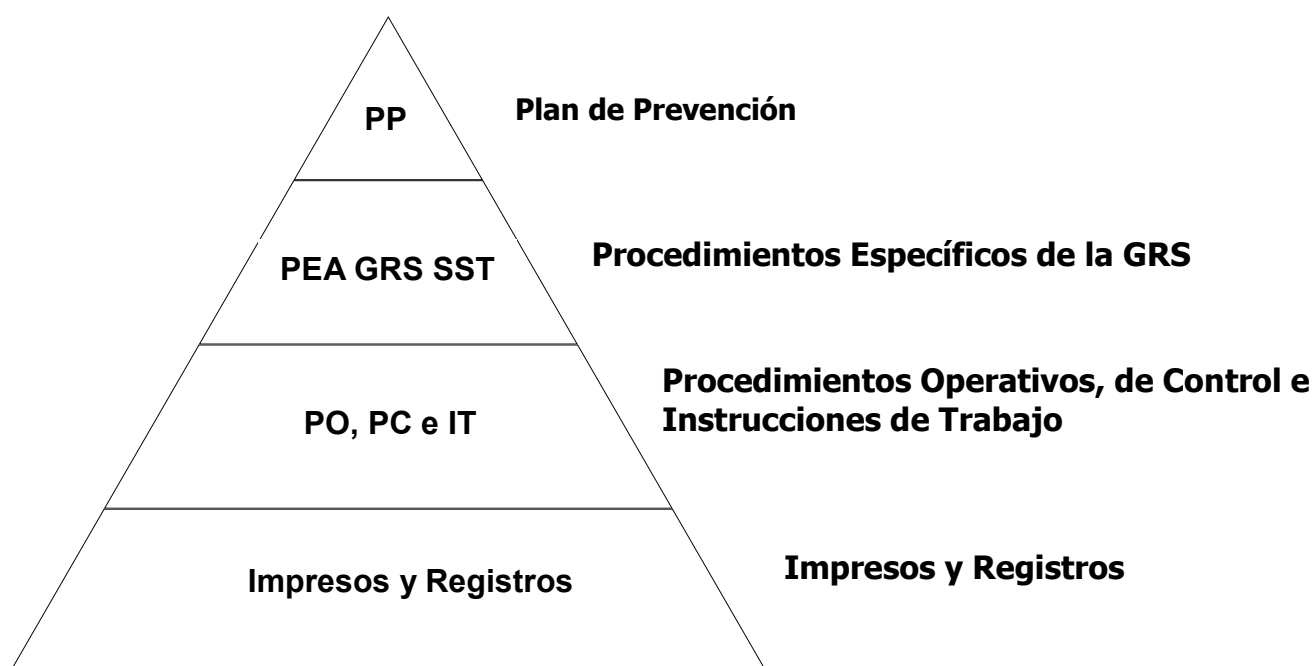 PP
Plan de Prevención
PEA GRS SST
Procedimientos Específicos de la GRS
PO, PC e IT
Procedimientos Operativos, de Control e
Instrucciones de Trabajo
Impresos y Registros
Impresos y Registros